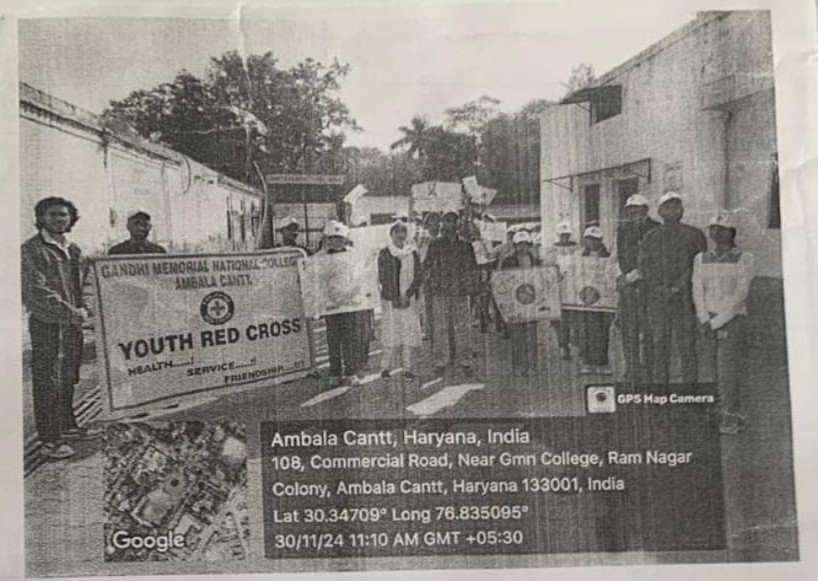 GANDHI MEMORIAL NATIONAL COLLEGE
AMBALA CANTT.
YOUTH RED CROSS
HEALTH.....!
SERVICE.....!!
FRIENDSHIP.....!!!
GPS Map Camera
Ambala Cantt, Haryana, India
108, Commercial Road, Near Gmn College, Ram Nagar
Colony, Ambala Cantt, Haryana 133001, India
Lat 30.34709° Long 76.835095°
30/11/24 11:10 AM GMT +05:30
Google